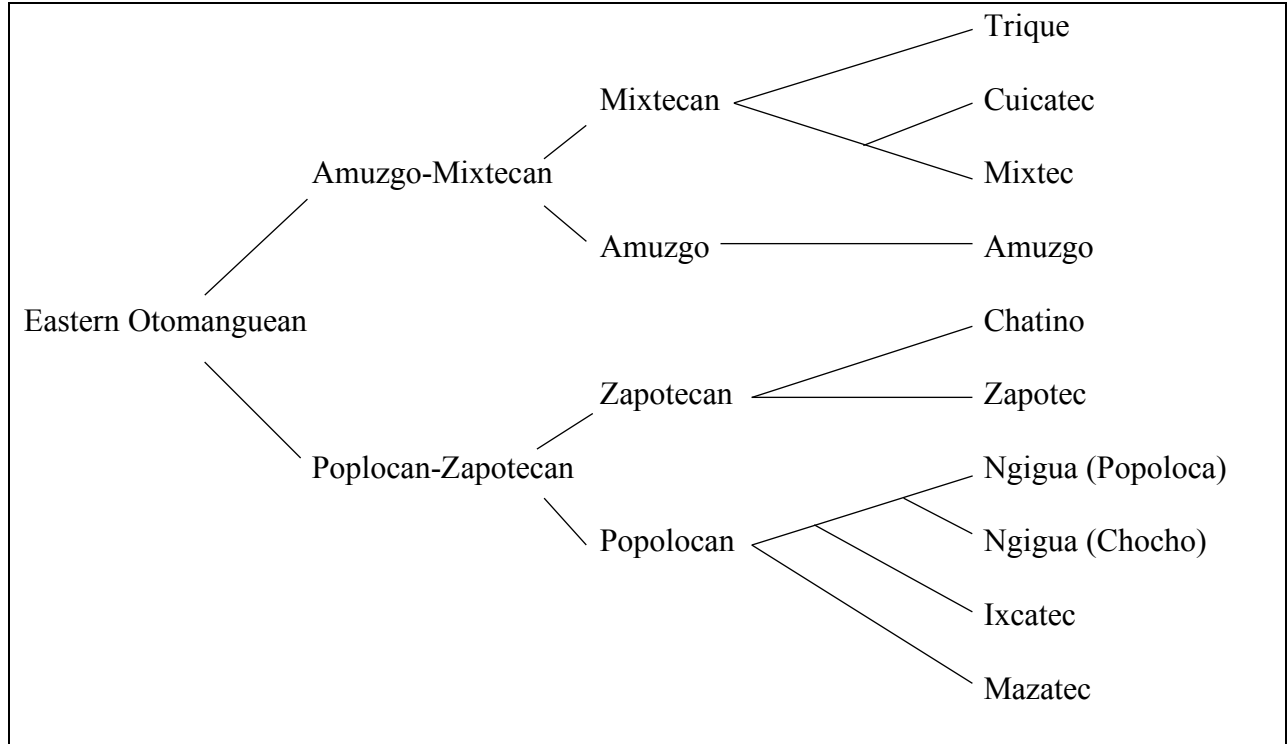 Trique
Mixtecan
Cuicatec
Amuzgo-Mixtecan
Mixtec
Amuzgo
Amuzgo
Eastern Otomanguean
Chatino
Zapotecan
Zapotec
Poplocan-Zapotecan
Ngigua (Popoloca)
Popolocan
Ngigua (Chocho)
Ixcatec
Mazatec